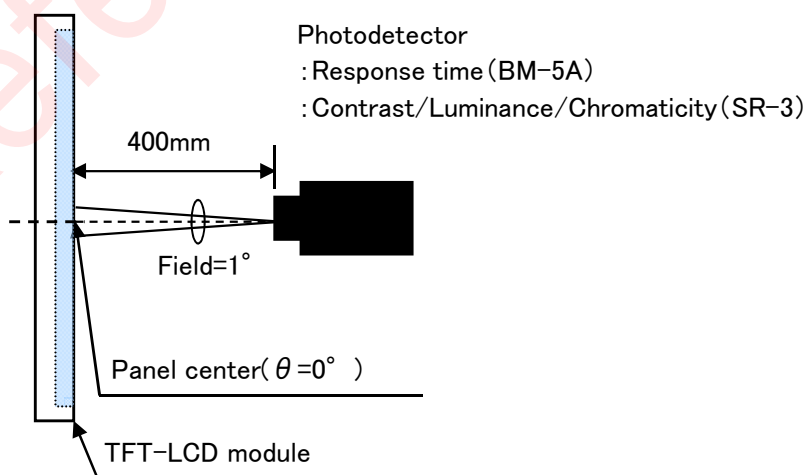 Photodetector
:Response time(BM-5A)
:Contrast/Luminance/Chromaticity(SR-3)
400mm
Field=1°
Panel center(θ=0° )
TFT-LCD module